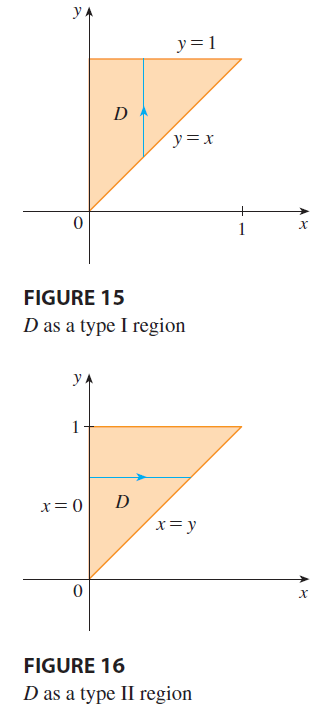 y
y = 1
D
y = x
0
1
x
FIGURE 15
D as a type I region
y
1
x = 0
D
x = y
0
x
FIGURE 16
D as a type II region